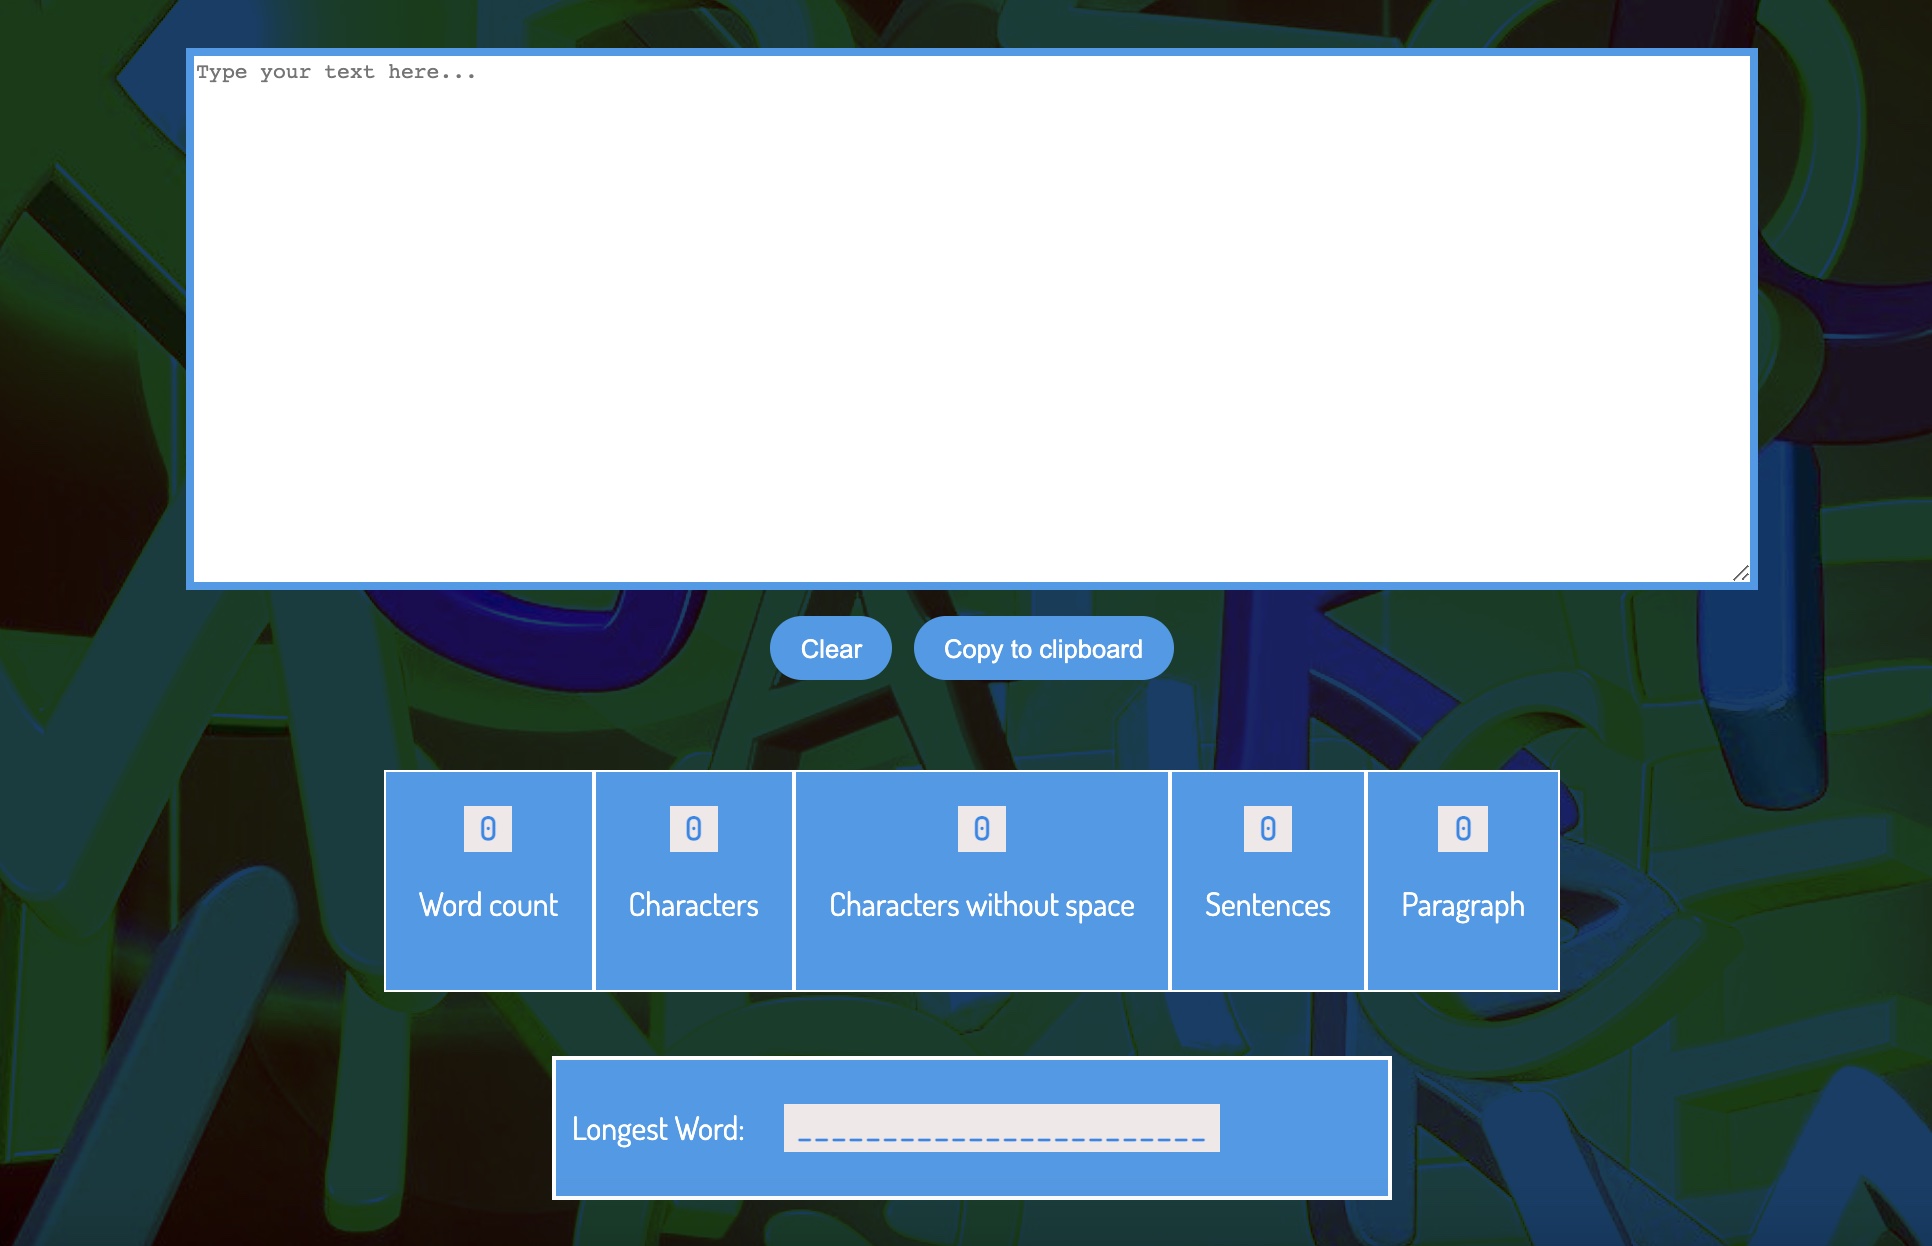 Type your text here...
Clear
Copy to clipboard
0
0
0
0
0
Word count
Characters
Characters without space
Sentences
Paragraph
Longest Word: ________________________